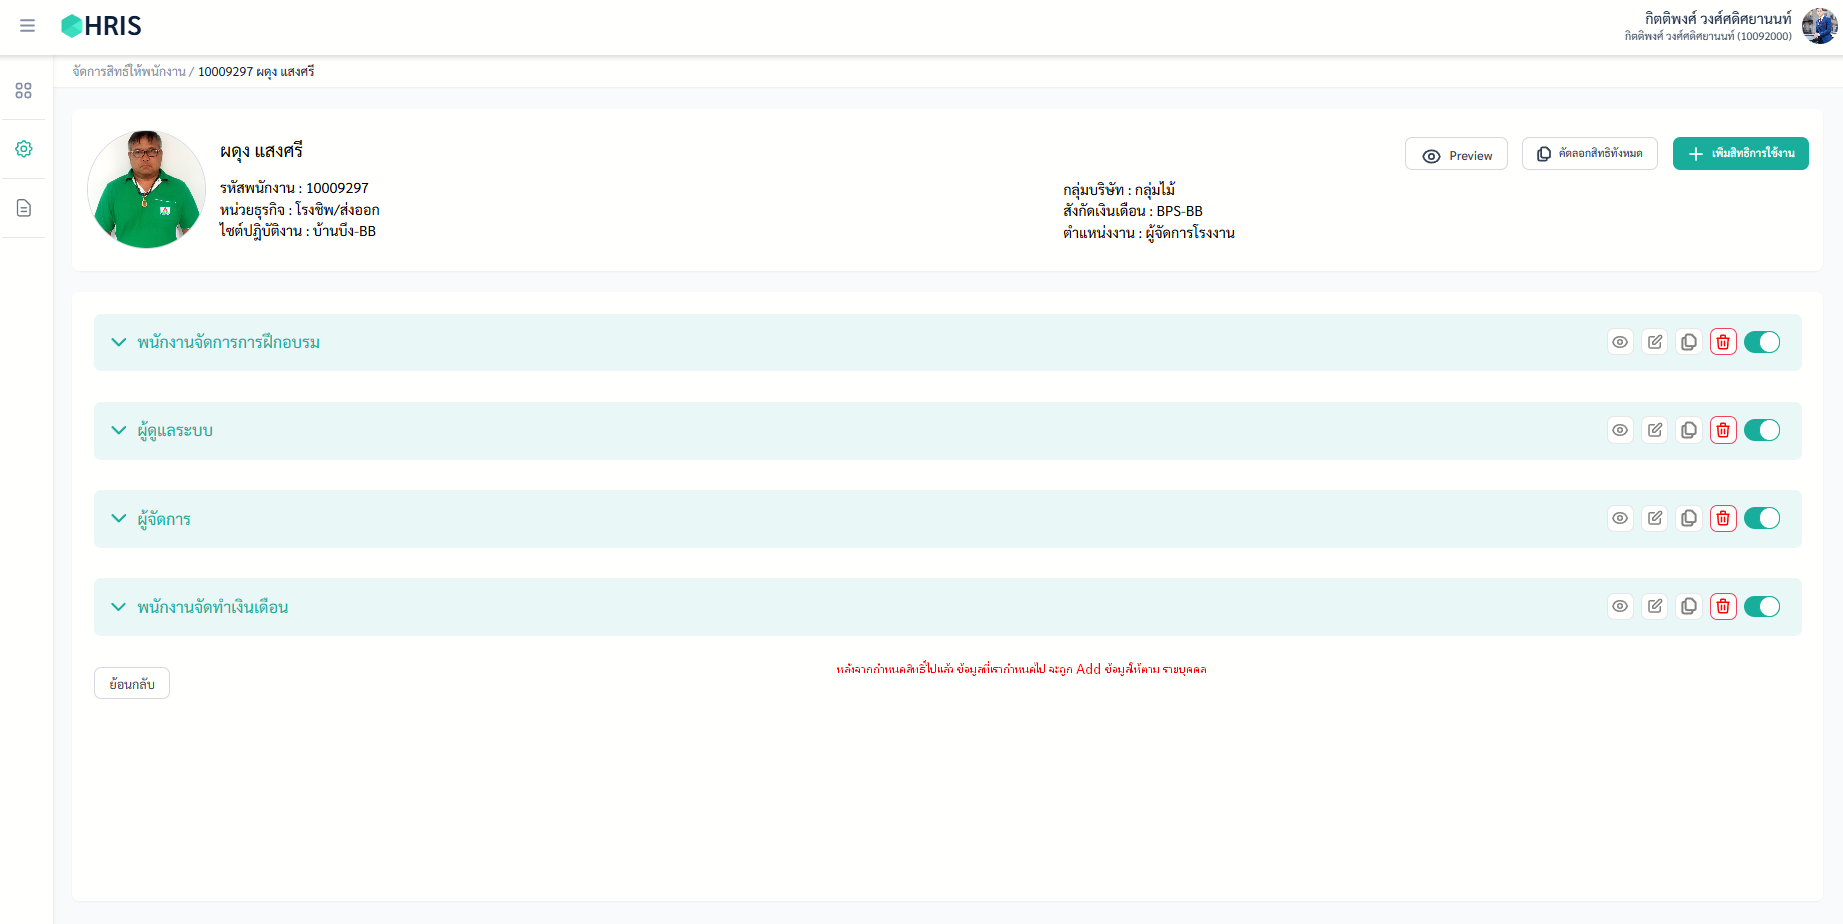 HRIS
กิตติพงศ์ วงศ์ศดิศยานนท์
กิตติพงศ์ วงศ์ศดิศยานนท์ (10092000)
จัดการสิทธิ์ให้พนักงาน / 10009297 ผดุง แสงศรี
ผดุง แสงศรี
Preview
คัดลอกสิทธิทั้งหมด
เพิ่มสิทธิการใช้งาน
รหัสพนักงาน : 10009297
หน่วยธุรกิจ : โรงชิพ/ส่งออก
ไซต์ปฎิบัติงาน : บ้านบึง-BB
กลุ่มบริษัท : กลุ่มไม้
สังกัดเงินเดือน : BPS-BB
ตำแหน่งงาน : ผู้จัดการโรงงาน
พนักงานจัดการการฝึกอบรม
ผู้ดูแลระบบ
ผู้จัดการ
พนักงานจัดทำเงินเดือน
หลังจากกำหนดสิทธิ์ไปแล้ว ข้อมูลที่เรากำหนดไป จะถูก Add ข้อมูลให้ตาม รายบุคคล
ย้อนกลับ